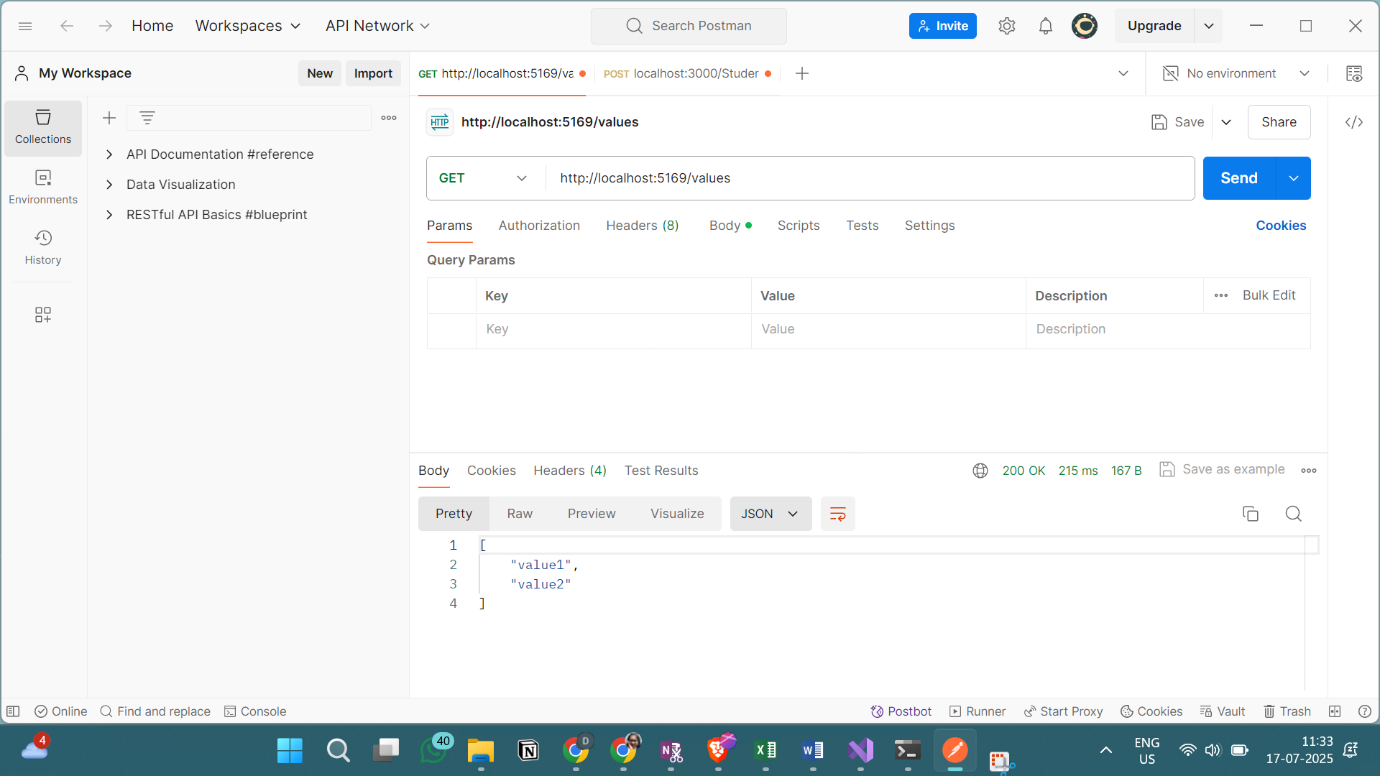 Home Workspaces API Network Search Postman Invite Upgrade
My Workspace New Import GET http://localhost:5169/va POST localhost:3000/Studer No environment
HTTP http://localhost:5169/values Save Share
Collections
API Documentation #reference
Data Visualization
RESTful API Basics #blueprint
Environments
History
GET http://localhost:5169/values Send
Params Authorization Headers (8) Body Scripts Tests Settings Cookies
Query Params
Key Value Description Bulk Edit
Key Value Description
Body Cookies Headers (4) Test Results 200 OK 215 ms 167 B Save as example
Pretty Raw Preview Visualize JSON
1 [
2 "value1",
3 "value2"
4 ]
Online Find and replace Console Postbot Runner Start Proxy Cookies Vault Trash
4 40 D ENG 11:33
US 17-07-2025